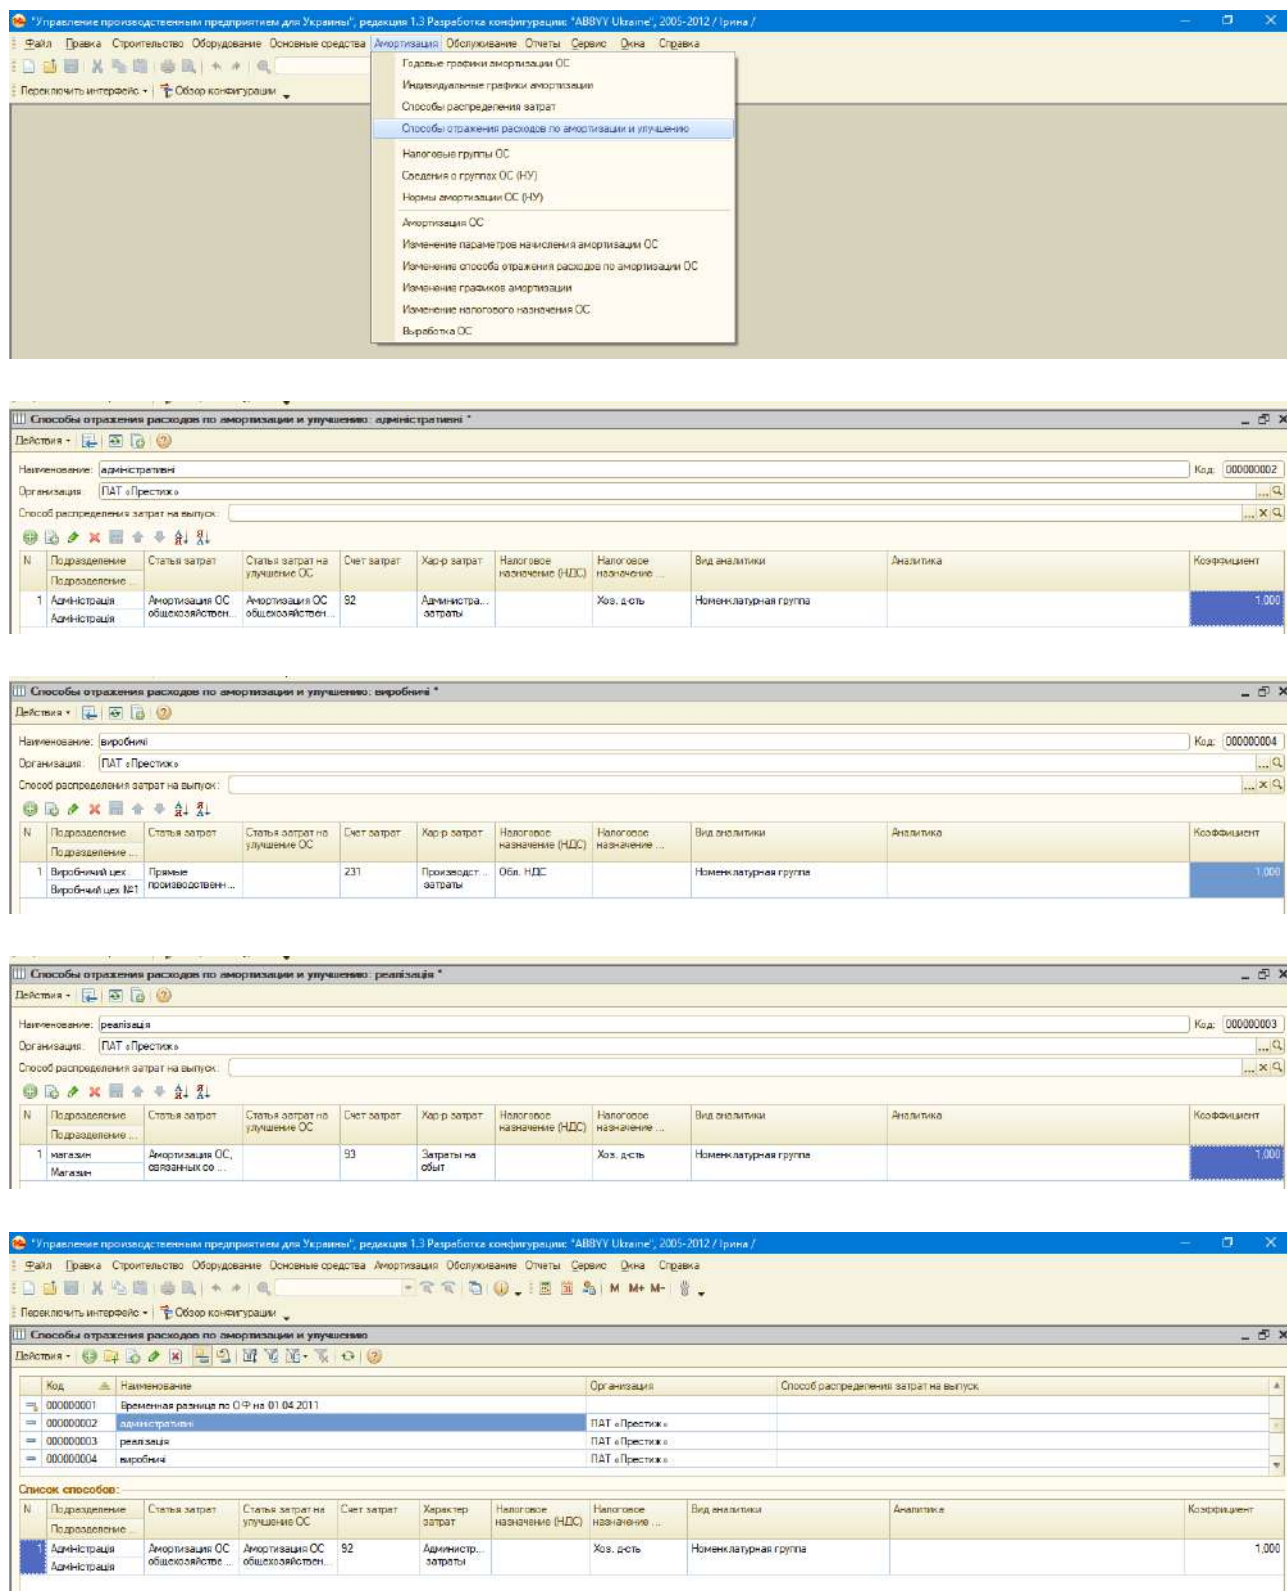 "Управление производственным предприятием для Украины", редакция 1.3 Разработка конфигурации: "ABBYY Ukraine", 2005-2012 / Ірина /
Файл Правка Строительство Оборудование Основные средства Амортизация Обслуживание Отчеты Сервис Окна Справка
Переключить интерфейс Обзор конфигурации
Годовые графики амортизации ОС
Индивидуальные графики амортизации
Способы распределения затрат
Способы отражения расходов по амортизации и улучшению
Налоговые группы ОС
Сведения о группах ОС (НУ)
Нормы амортизации ОС (НУ)
Амортизация ОС
Изменение параметров начисления амортизации ОС
Изменение способа отражения расходов по амортизации ОС
Изменение графиков амортизации
Изменение налогового назначения ОС
Выработка ОС
Способы отражения расходов по амортизации и улучшению: адміністративні *
Действия
Наименование: адміністративні Код: 000000002
Организация: ПАТ «Престиж»
Способ распределения затрат на выпуск:
N Подразделение Статья затрат Статья затрат на Счет затрат Хар-р затрат Налоговое Налоговое Вид аналитики Аналитика Коэффициент
Подразделение ... улучшение ОС назначение (НДС) назначение ...
1 Адміністрація Амортизация ОС Амортизация ОС 92 Администра... Хоз. д-сть Номенклатурная группа 1,000
Адміністрація общехозяйствен... общехозяйствен... затраты
Способы отражения расходов по амортизации и улучшению: виробничі *
Действия
Наименование: виробничі Код: 000000004
Организация: ПАТ «Престиж»
Способ распределения затрат на выпуск:
N Подразделение Статья затрат Статья затрат на Счет затрат Хар-р затрат Налоговое Налоговое Вид аналитики Аналитика Коэффициент
Подразделение ... улучшение ОС назначение (НДС) назначение ...
1 Виробничий цех Прямые 231 Производст... Обл. НДС Номенклатурная группа 1,000
Виробничий цех №1 производственн... затраты
Способы отражения расходов по амортизации и улучшению: реалізація *
Действия
Наименование: реалізація Код: 000000003
Организация: ПАТ «Престиж»
Способ распределения затрат на выпуск:
N Подразделение Статья затрат Статья затрат на Счет затрат Хар-р затрат Налоговое Налоговое Вид аналитики Аналитика Коэффициент
Подразделение ... улучшение ОС назначение (НДС) назначение ...
1 магазин Амортизация ОС, 93 Затраты на Хоз. д-сть Номенклатурная группа 1,000
Магазин связанных со ... сбыт
"Управление производственным предприятием для Украины", редакция 1.3 Разработка конфигурации: "ABBYY Ukraine", 2005-2012 / Ірина /
Файл Правка Строительство Оборудование Основные средства Амортизация Обслуживание Отчеты Сервис Окна Справка
M M+ M-
Переключить интерфейс Обзор конфигурации
Способы отражения расходов по амортизации и улучшению
Действия
Код Наименование Организация Способ распределения затрат на выпуск
000000001 Временная разница по ОФ на 01.04.2011
000000002 адміністративні ПАТ «Престиж»
000000003 реалізація ПАТ «Престиж»
000000004 виробничі ПАТ «Престиж»
Список способов:
N Подразделение Статья затрат Статья затрат на Счет затрат Характер Налоговое Налоговое Вид аналитики Аналитика Коэффициент
Подразделение ... улучшение ОС затрат назначение (НДС) назначение ...
1 Адміністрація Амортизация ОС Амортизация ОС 92 Администр... Хоз. д-сть Номенклатурная группа 1,000
Адміністрація общехозяйстве... общехозяйствен... затраты